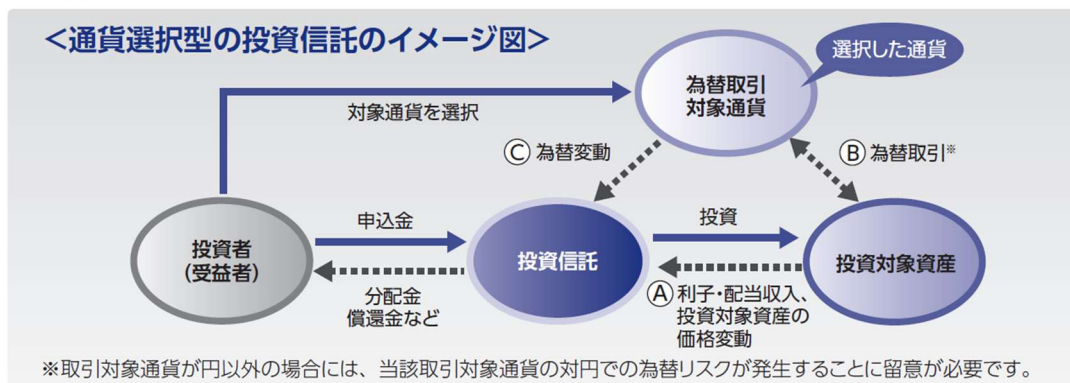 ＜通貨選択型の投資信託のイメージ図＞
選択した通貨
為替取引
対象通貨
対象通貨を選択
Ⓒ 為替変動
Ⓑ 為替取引※
投資者
(受益者)
申込金
分配金
償還金など
投資信託
投資
投資対象資産
Ⓐ 利子・配当収入、
投資対象資産の
価格変動
※取引対象通貨が円以外の場合には、当該取引対象通貨の対円での為替リスクが発生することに留意が必要です。